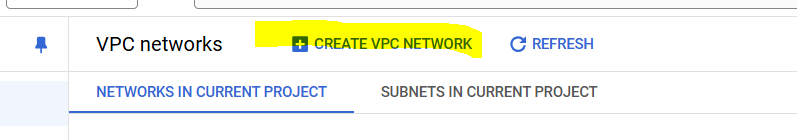 VPC networks CREATE VPC NETWORK REFRESH
NETWORKS IN CURRENT PROJECT SUBNETS IN CURRENT PROJECT